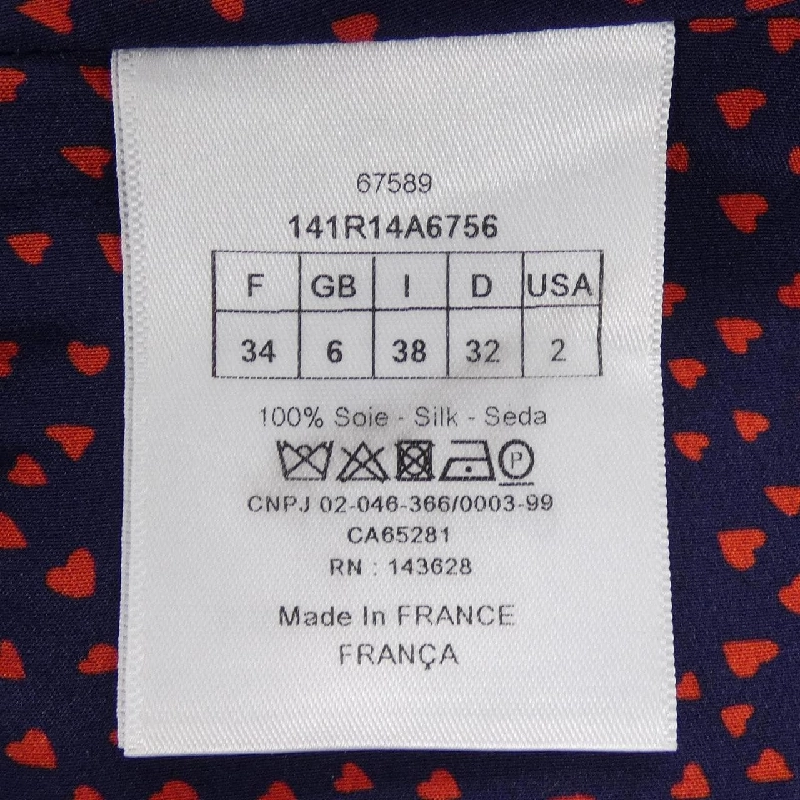 67589
141R14A6756
F GB I D USA
34 6 38 32 2
100% Soie - Silk - Seda
P
CNPJ 02-046-366/0003-99
CA65281
RN : 143628
Made In FRANCE
FRANÇA